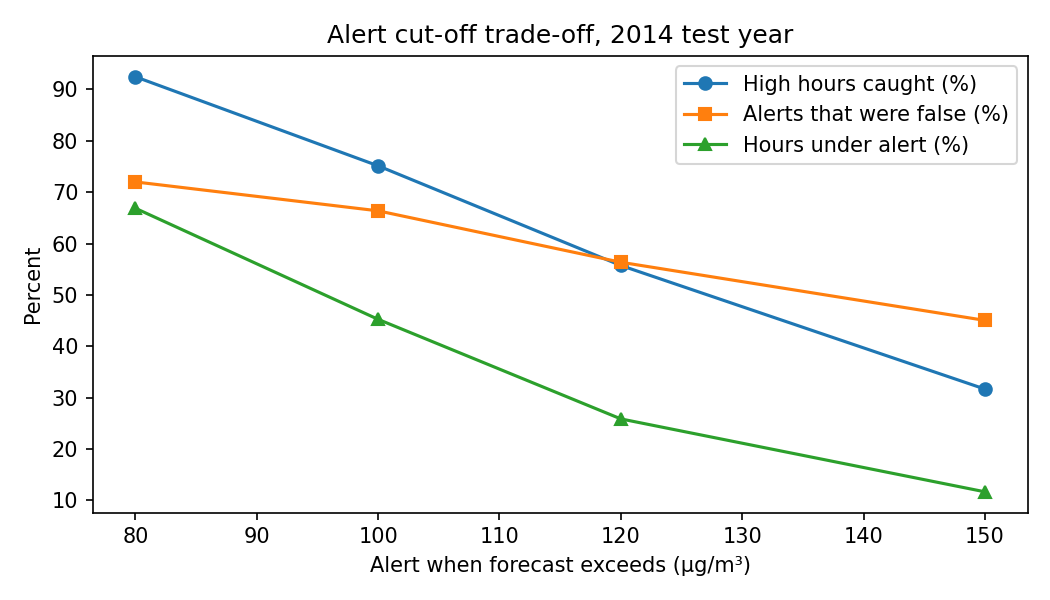 Alert cut-off trade-off, 2014 test year
High hours caught (%)
Alerts that were false (%)
Hours under alert (%)
Percent
90
80
70
60
50
40
30
20
10
80 90 100 110 120 130 140 150
Alert when forecast exceeds (µg/m³)